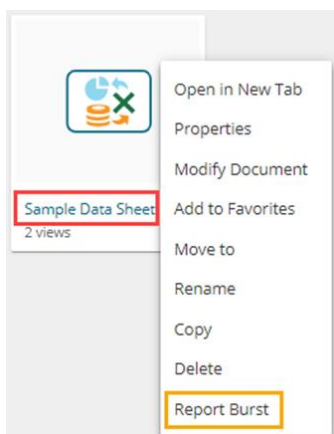 Sample Data Sheet
2 views
Open in New Tab
Properties
Modify Document
Add to Favorites
Move to
Rename
Copy
Delete
Report Burst